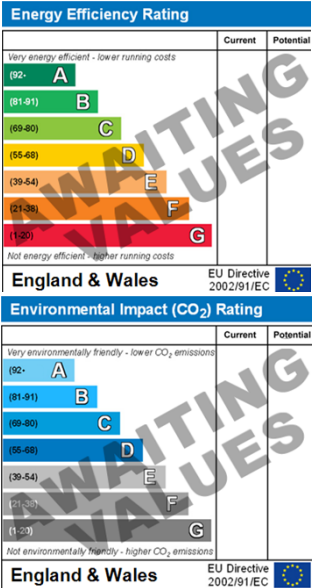 Energy Efficiency Rating
Current Potential
Very energy efficient - lower running costs
(92- A
(81-91) B
(69-80) C
(55-68) D
(39-54) E
(21-38) F
(1-20) G
Not energy efficient - higher running costs
AWAITING
VALUES
England & Wales
EU Directive
2002/91/EC
Environmental Impact (CO₂) Rating
Current Potential
Very environmentally friendly - lower CO₂ emissions
(92- A
(81-91) B
(69-80) C
(55-68) D
(39-54) E
(21-38) F
(1-20) G
Not environmentally friendly - higher CO₂ emissions
AWAITING
VALUES
England & Wales
EU Directive
2002/91/EC